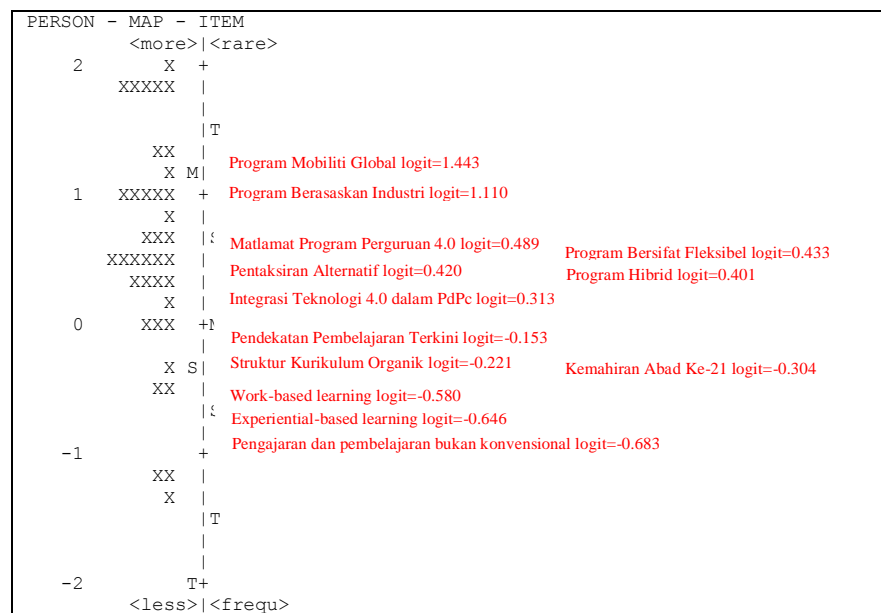 PERSON - MAP - ITEM
<more>|<rare>
2 X +
XXXXX |
|
|T
XX |
X M| Program Mobiliti Global logit=1.443
1 XXXXX + Program Berasaskan Industri logit=1.110
X |
XXX |S Matlamat Program Perguruan 4.0 logit=0.489 Program Bersifat Fleksibel logit=0.433
XXXXXX | Pentaksiran Alternatif logit=0.420 Program Hibrid logit=0.401
XXXX |
X | Integrasi Teknologi 4.0 dalam PdPc logit=0.313
0 XXX +M
| Pendekatan Pembelajaran Terkini logit=-0.153
X S| Struktur Kurikulum Organik logit=-0.221 Kemahiran Abad Ke-21 logit=-0.304
XX | Work-based learning logit=-0.580
|S Experiential-based learning logit=-0.646
| Pengajaran dan pembelajaran bukan konvensional logit=-0.683
-1 +
XX |
X |
|T
|
|
-2 T+
<less>|<frequ>